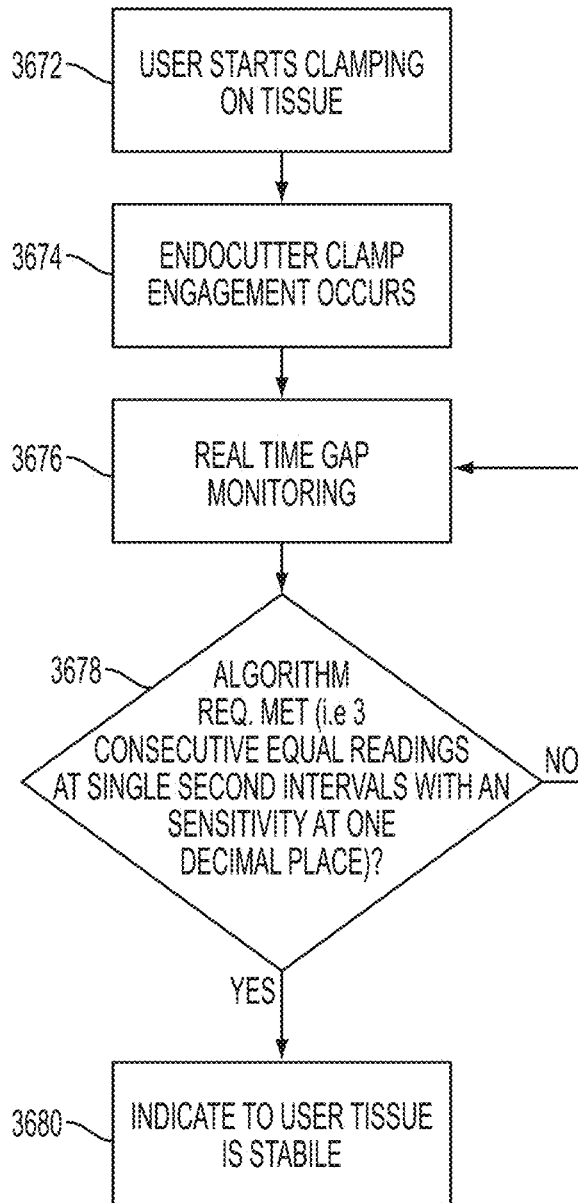 3672
USER STARTS CLAMPING
ON TISSUE
3674
ENDOCUTTER CLAMP
ENGAGEMENT OCCURS
3676
REAL TIME GAP
MONITORING
3678
ALGORITHM
REQ. MET (i.e 3
CONSECUTIVE EQUAL READINGS
AT SINGLE SECOND INTERVALS WITH AN
SENSITIVITY AT ONE
DECIMAL PLACE)?
NO
YES
3680
INDICATE TO USER TISSUE
IS STABILE